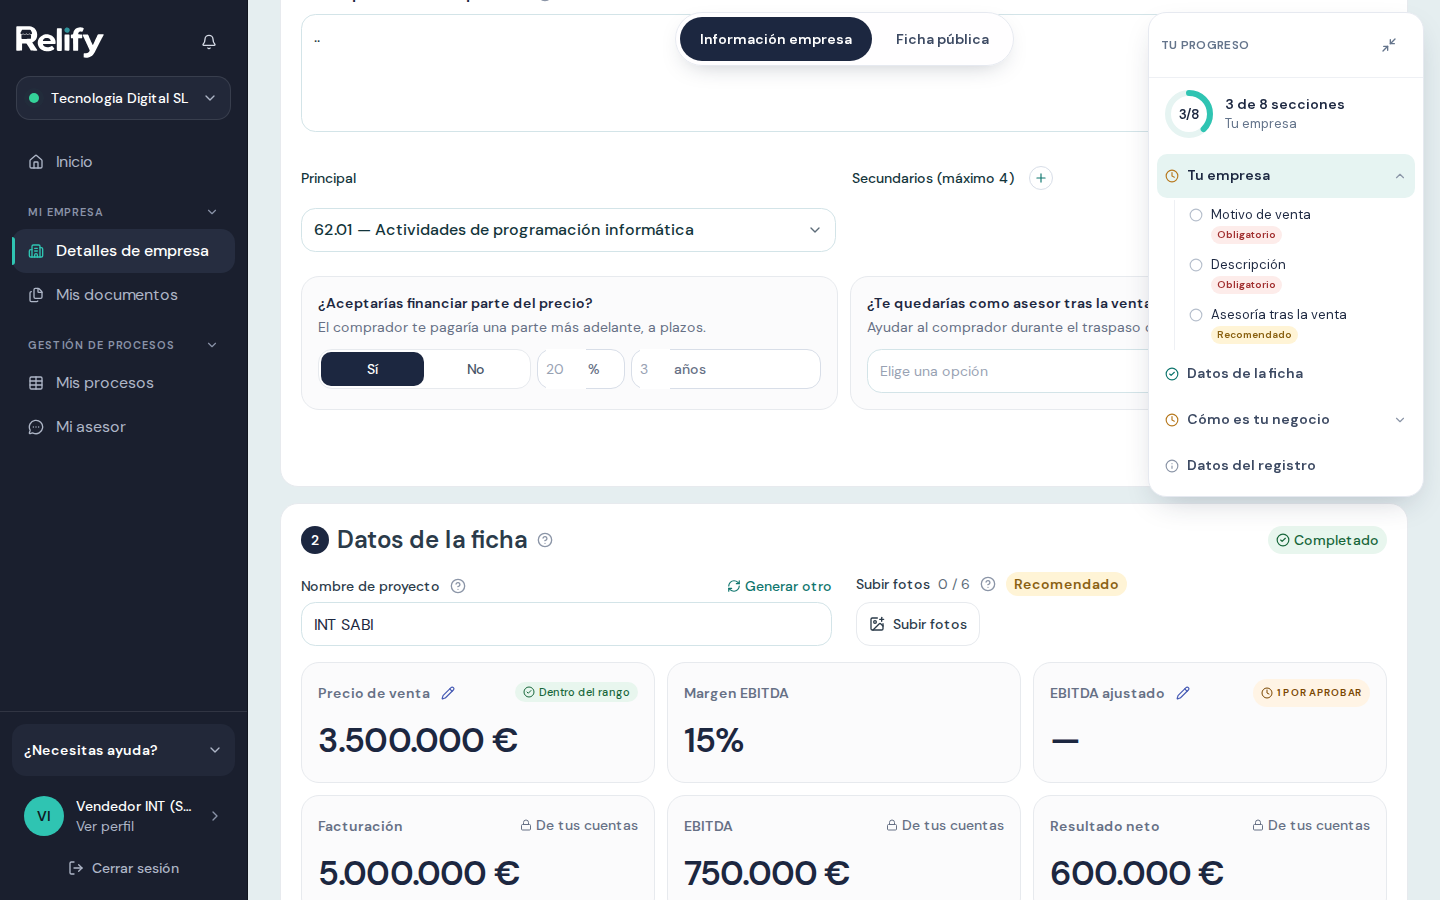 Relify
Tecnologia Digital SL
Inicio
MI EMPRESA
Detalles de empresa
Mis documentos
GESTIÓN DE PROCESOS
Mis procesos
Mi asesor
¿Necesitas ayuda?
VI
Vendedor INT (S...
Ver perfil
Cerrar sesión
Información empresa
Ficha pública
..
Principal
62.01 — Actividades de programación informática
Secundarios (máximo 4)
¿Aceptarías financiar parte del precio?
El comprador te pagaría una parte más adelante, a plazos.
Sí
No
20 %
3 años
¿Te quedarías como asesor tras la venta
Ayudar al comprador durante el traspaso
Elige una opción
TU PROGRESO
3/8
3 de 8 secciones
Tu empresa
Tu empresa
Motivo de venta
Obligatorio
Descripción
Obligatorio
Asesoría tras la venta
Recomendado
Datos de la ficha
Cómo es tu negocio
Datos del registro
2 Datos de la ficha
Completado
Nombre de proyecto
Generar otro
INT SABI
Subir fotos 0 / 6
Recomendado
Subir fotos
Precio de venta
Dentro del rango
3.500.000 €
Margen EBITDA
15%
EBITDA ajustado
1 POR APROBAR
—
Facturación
De tus cuentas
5.000.000 €
EBITDA
De tus cuentas
750.000 €
Resultado neto
De tus cuentas
600.000 €